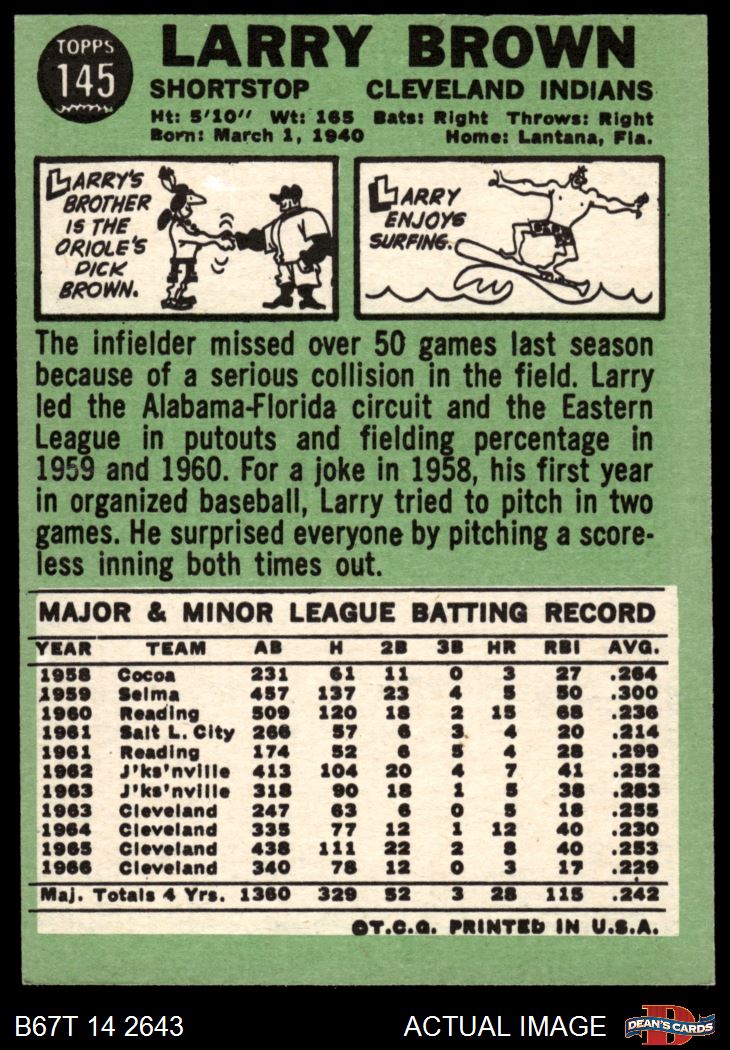 TOPPS
145
LARRY BROWN
SHORTSTOP CLEVELAND INDIANS
Ht: 5'10" Wt: 165 Bats: Right Throws: Right
Born: March 1, 1940 Home: Lantana, Fla.
LARRY'S
BROTHER
IS THE
ORIOLE'S
DICK
BROWN.
LARRY
ENJOYS
SURFING.
The infielder missed over 50 games last season
because of a serious collision in the field. Larry
led the Alabama-Florida circuit and the Eastern
League in putouts and fielding percentage in
1959 and 1960. For a joke in 1958, his first year
in organized baseball, Larry tried to pitch in two
games. He surprised everyone by pitching a score-
less inning both times out.
MAJOR & MINOR LEAGUE BATTING RECORD
YEAR TEAM AB H 2B 3B HR RBI AVG.
1958 Cocoa 231 61 11 0 3 27 .264
1959 Selma 457 137 23 4 5 50 .300
1960 Reading 509 120 18 2 15 68 .236
1961 Salt L. City 266 57 6 3 4 20 .214
1961 Reading 174 52 6 5 4 28 .299
1962 J'ks'nville 413 104 20 4 7 41 .252
1963 J'ks'nville 318 90 18 1 5 38 .283
1963 Cleveland 247 63 6 0 5 18 .255
1964 Cleveland 335 77 12 1 12 40 .230
1965 Cleveland 438 111 22 2 8 40 .253
1966 Cleveland 340 78 12 0 3 17 .229
Maj. Totals 4 Yrs. 1360 329 52 3 28 115 .242
©T.C.G. PRINTED IN U.S.A.
B67T 14 2643 ACTUAL IMAGE
D
DEAN'S CARDS